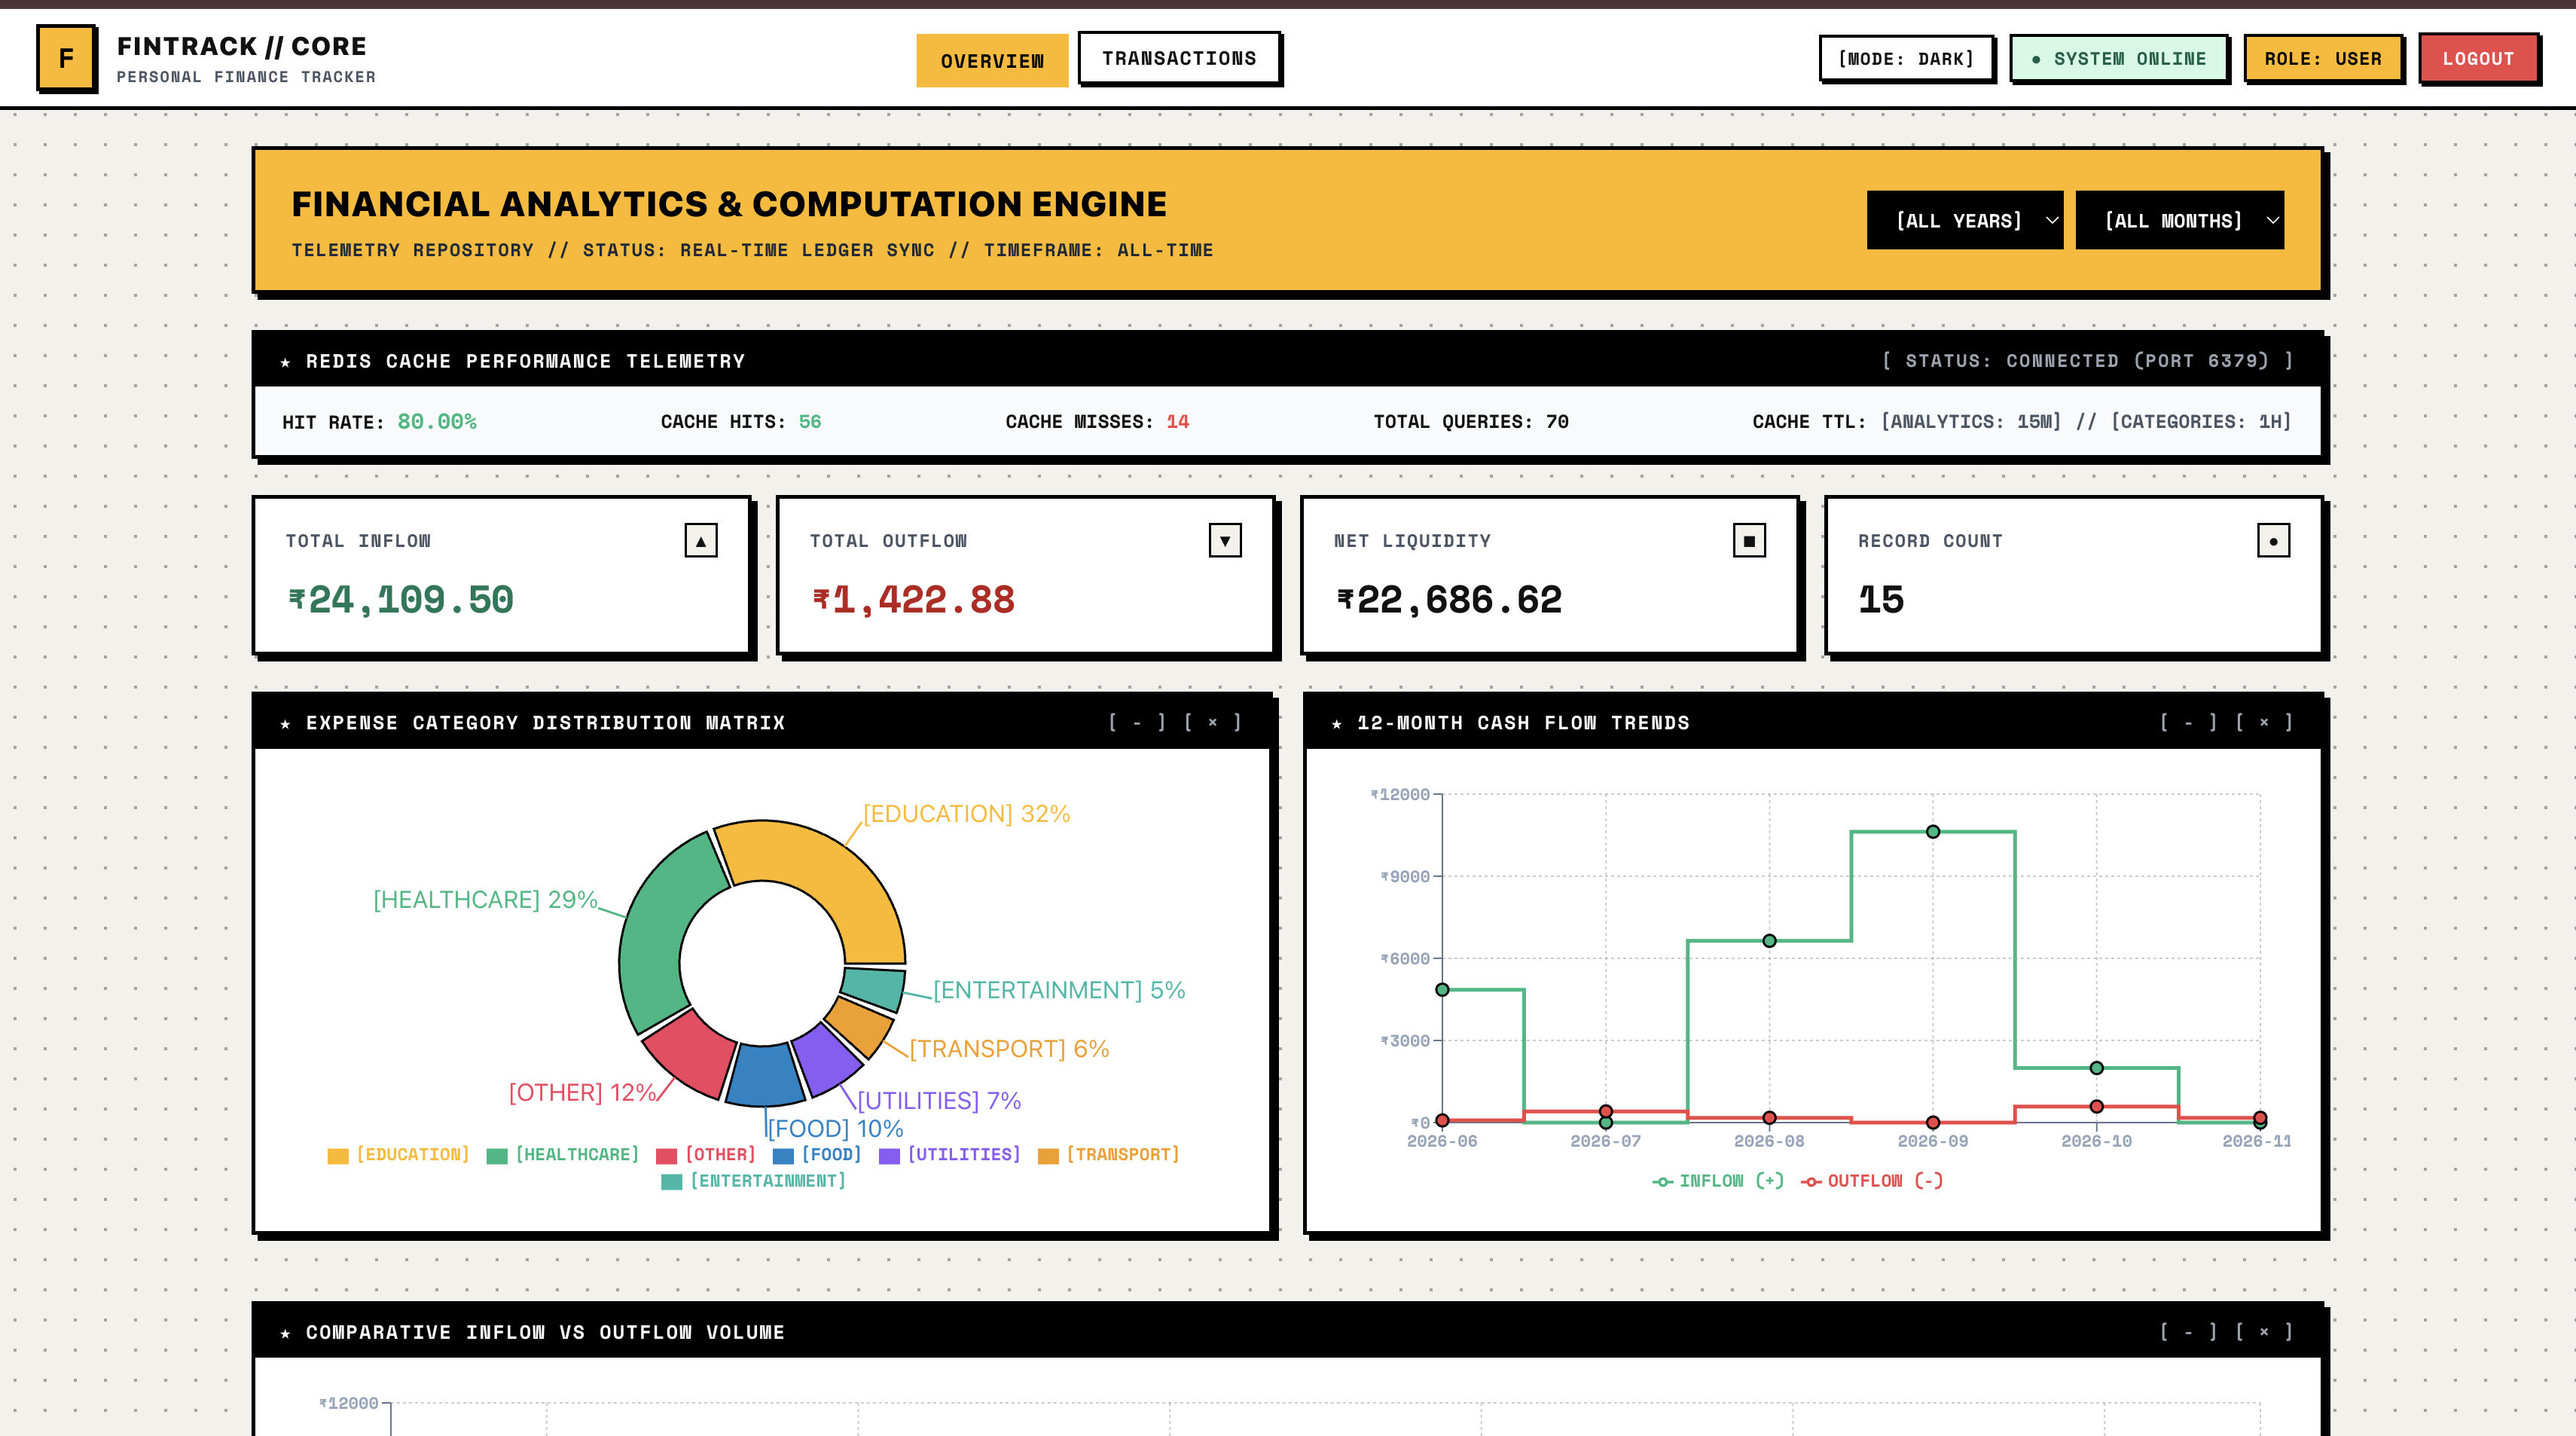 F
FINTRACK // CORE
PERSONAL FINANCE TRACKER
OVERVIEW
TRANSACTIONS
[MODE: DARK]
● SYSTEM ONLINE
ROLE: USER
LOGOUT
FINANCIAL ANALYTICS & COMPUTATION ENGINE
TELEMETRY REPOSITORY // STATUS: REAL-TIME LEDGER SYNC // TIMEFRAME: ALL-TIME
[ALL YEARS]
[ALL MONTHS]
★ REDIS CACHE PERFORMANCE TELEMETRY
[ STATUS: CONNECTED (PORT 6379) ]
HIT RATE: 80.00%
CACHE HITS: 56
CACHE MISSES: 14
TOTAL QUERIES: 70
CACHE TTL: [ANALYTICS: 15M] // [CATEGORIES: 1H]
TOTAL INFLOW
▲
₹24,109.50
TOTAL OUTFLOW
▼
₹1,422.88
NET LIQUIDITY
■
₹22,686.62
RECORD COUNT
●
15
★ EXPENSE CATEGORY DISTRIBUTION MATRIX
[ - ] [ × ]
[EDUCATION] 32%
[HEALTHCARE] 29%
[ENTERTAINMENT] 5%
[TRANSPORT] 6%
[OTHER] 12%
[UTILITIES] 7%
[FOOD] 10%
[EDUCATION] [HEALTHCARE] [OTHER] [FOOD] [UTILITIES] [TRANSPORT]
[ENTERTAINMENT]
★ 12-MONTH CASH FLOW TRENDS
[ - ] [ × ]
₹12000
₹9000
₹6000
₹3000
₹0
2026-06 2026-07 2026-08 2026-09 2026-10 2026-11
INFLOW (+) OUTFLOW (-)
★ COMPARATIVE INFLOW VS OUTFLOW VOLUME
[ - ] [ × ]
₹12000